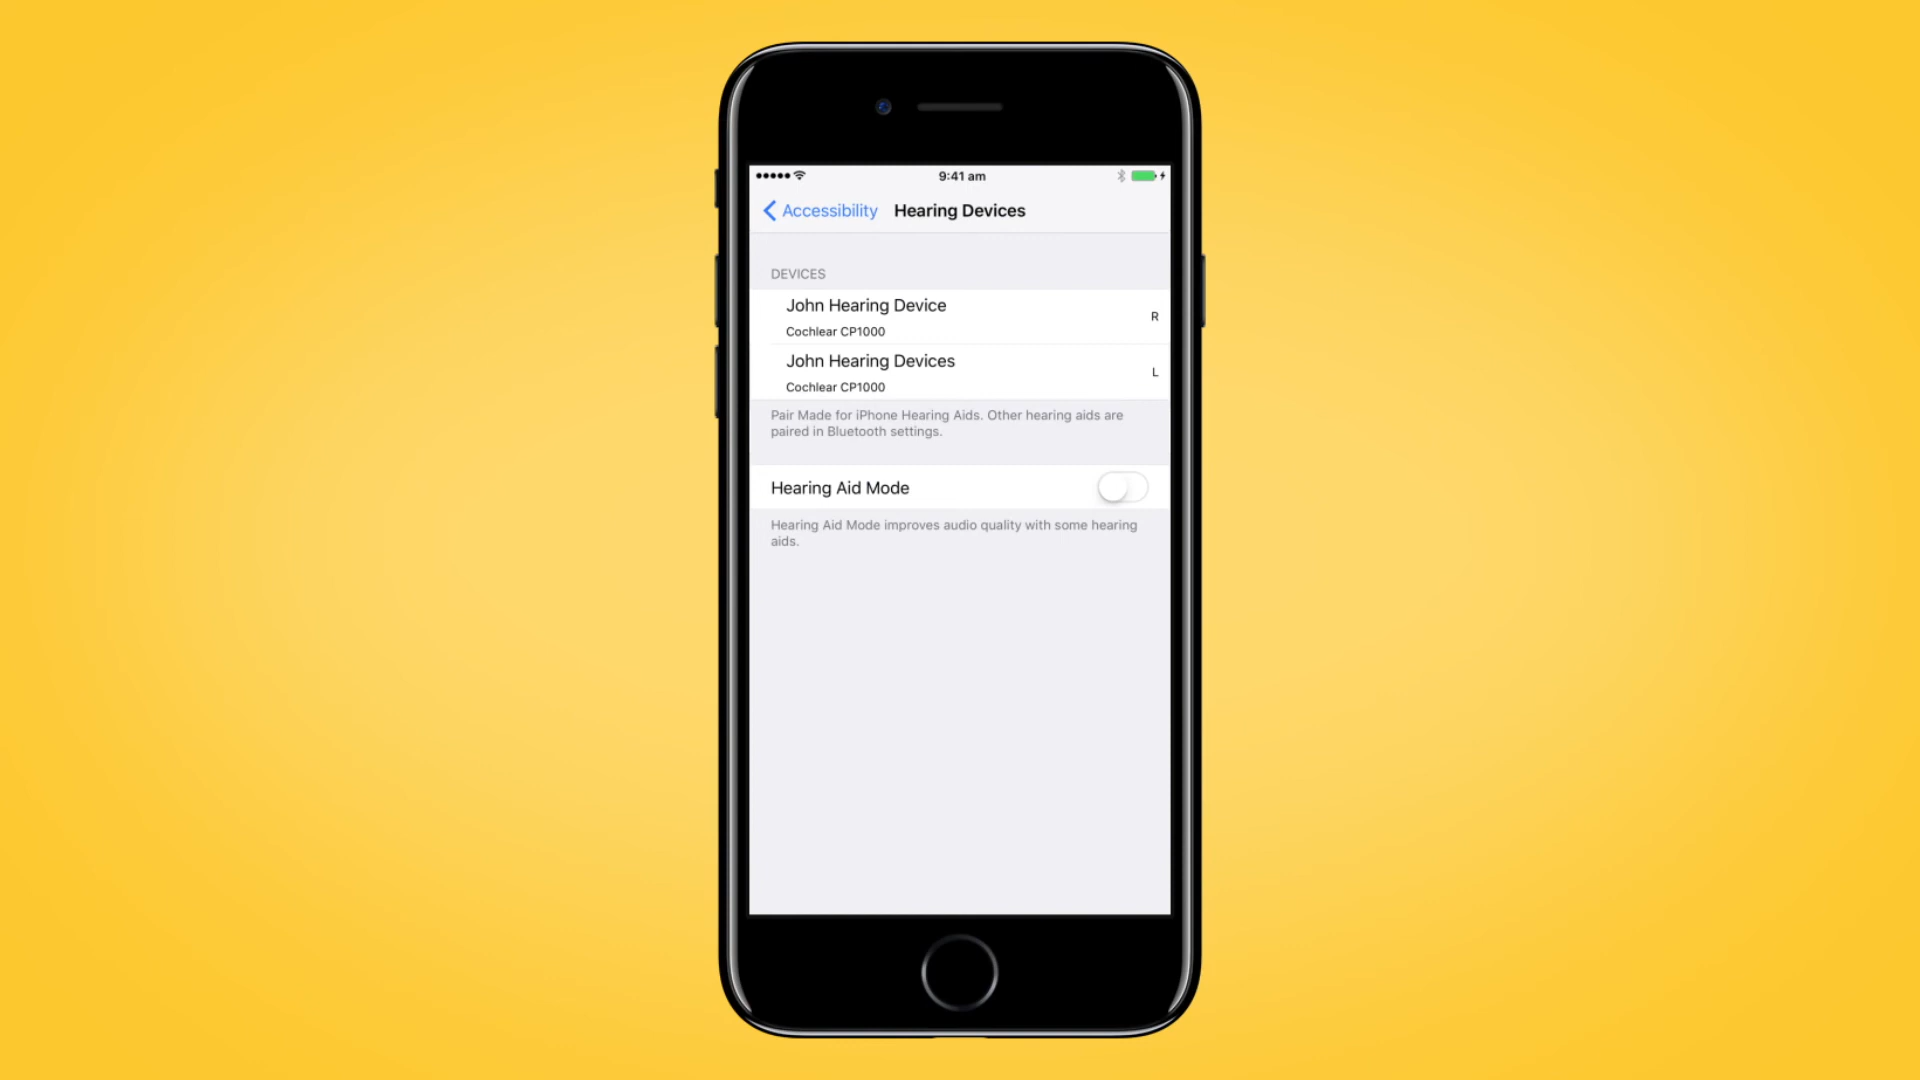 9:41 am
Accessibility Hearing Devices
DEVICES
John Hearing Device
Cochlear CP1000
R
John Hearing Devices
Cochlear CP1000
L
Pair Made for iPhone Hearing Aids. Other hearing aids are
paired in Bluetooth settings.
Hearing Aid Mode
Hearing Aid Mode improves audio quality with some hearing
aids.